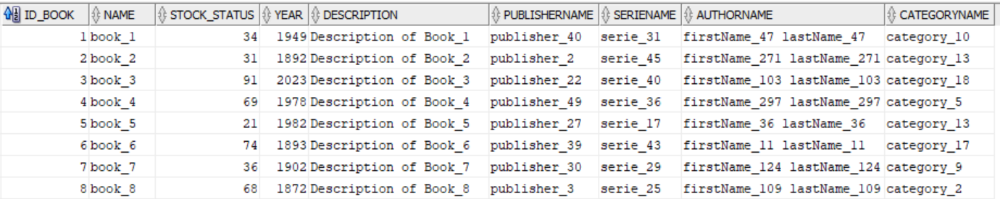 ID_BOOK NAME STOCK_STATUS YEAR DESCRIPTION PUBLISHERNAME SERIENAME AUTHORNAME CATEGORYNAME
1 book_1 34 1949 Description of Book_1 publisher_40 serie_31 firstName_47 lastName_47 category_10
2 book_2 31 1892 Description of Book_2 publisher_2 serie_45 firstName_271 lastName_271 category_13
3 book_3 91 2023 Description of Book_3 publisher_22 serie_40 firstName_103 lastName_103 category_18
4 book_4 69 1978 Description of Book_4 publisher_49 serie_36 firstName_297 lastName_297 category_5
5 book_5 21 1982 Description of Book_5 publisher_27 serie_17 firstName_36 lastName_36 category_13
6 book_6 74 1893 Description of Book_6 publisher_39 serie_43 firstName_11 lastName_11 category_17
7 book_7 36 1902 Description of Book_7 publisher_30 serie_29 firstName_124 lastName_124 category_9
8 book_8 68 1872 Description of Book_8 publisher_3 serie_25 firstName_109 lastName_109 category_2